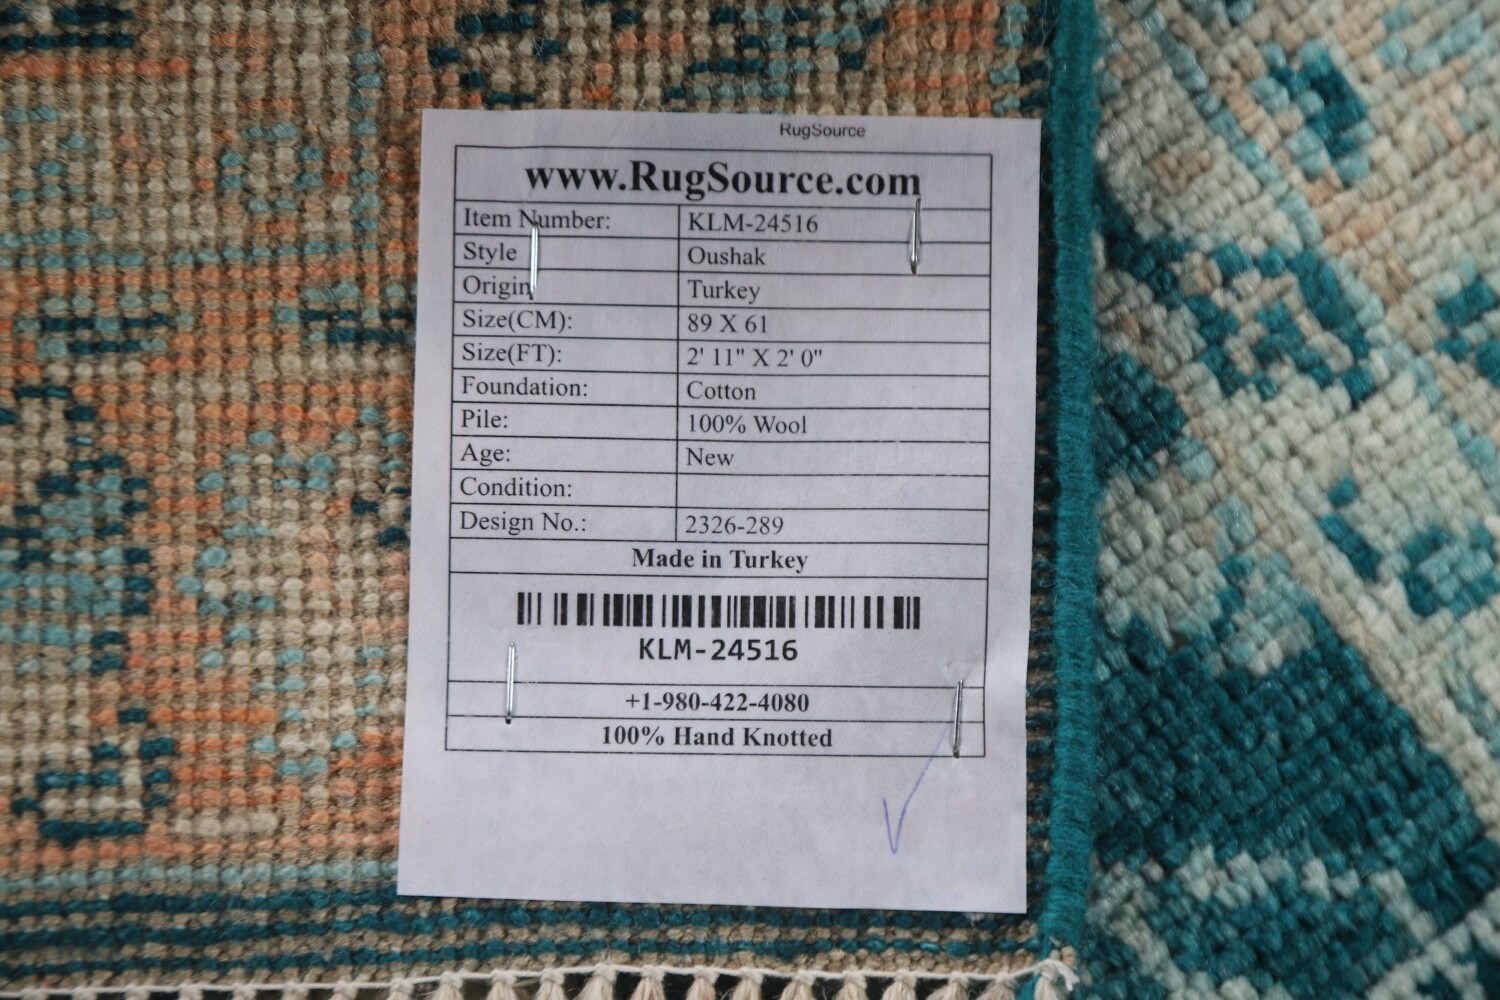 RugSource
www.RugSource.com
Item Number: KLM-24516
Style Oushak
Origin Turkey
Size(CM): 89 X 61
Size(FT): 2' 11" X 2' 0"
Foundation: Cotton
Pile: 100% Wool
Age: New
Condition:
Design No.: 2326-289
Made in Turkey
KLM-24516
+1-980-422-4080
100% Hand Knotted